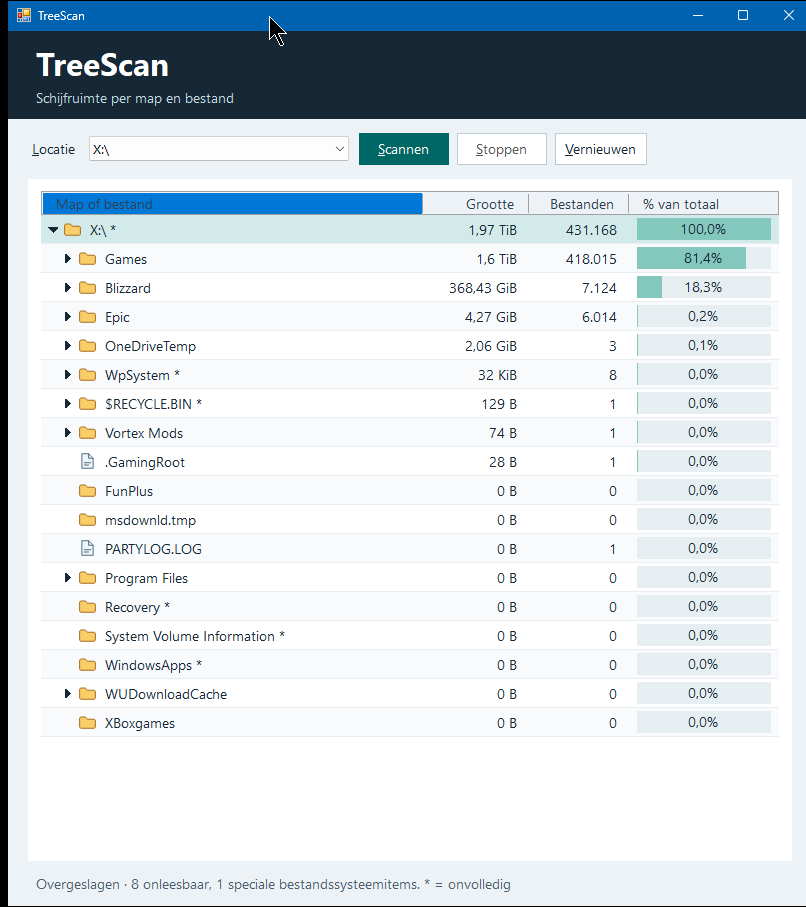 TreeScan
TreeScan
Schijfruimte per map en bestand
Locatie X:\ Scannen Stoppen Vernieuwen
Map of bestand Grootte Bestanden % van totaal
X:\ * 1,97 TiB 431.168 100,0%
Games 1,6 TiB 418.015 81,4%
Blizzard 368,43 GiB 7.124 18,3%
Epic 4,27 GiB 6.014 0,2%
OneDriveTemp 2,06 GiB 3 0,1%
WpSystem * 32 KiB 8 0,0%
$RECYCLE.BIN * 129 B 1 0,0%
Vortex Mods 74 B 1 0,0%
.GamingRoot 28 B 1 0,0%
FunPlus 0 B 0 0,0%
msdownld.tmp 0 B 0 0,0%
PARTYLOG.LOG 0 B 1 0,0%
Program Files 0 B 0 0,0%
Recovery * 0 B 0 0,0%
System Volume Information * 0 B 0 0,0%
WindowsApps * 0 B 0 0,0%
WUDownloadCache 0 B 0 0,0%
XBoxgames 0 B 0 0,0%
Overgeslagen · 8 onleesbaar, 1 speciale bestandssysteemitems. * = onvolledig